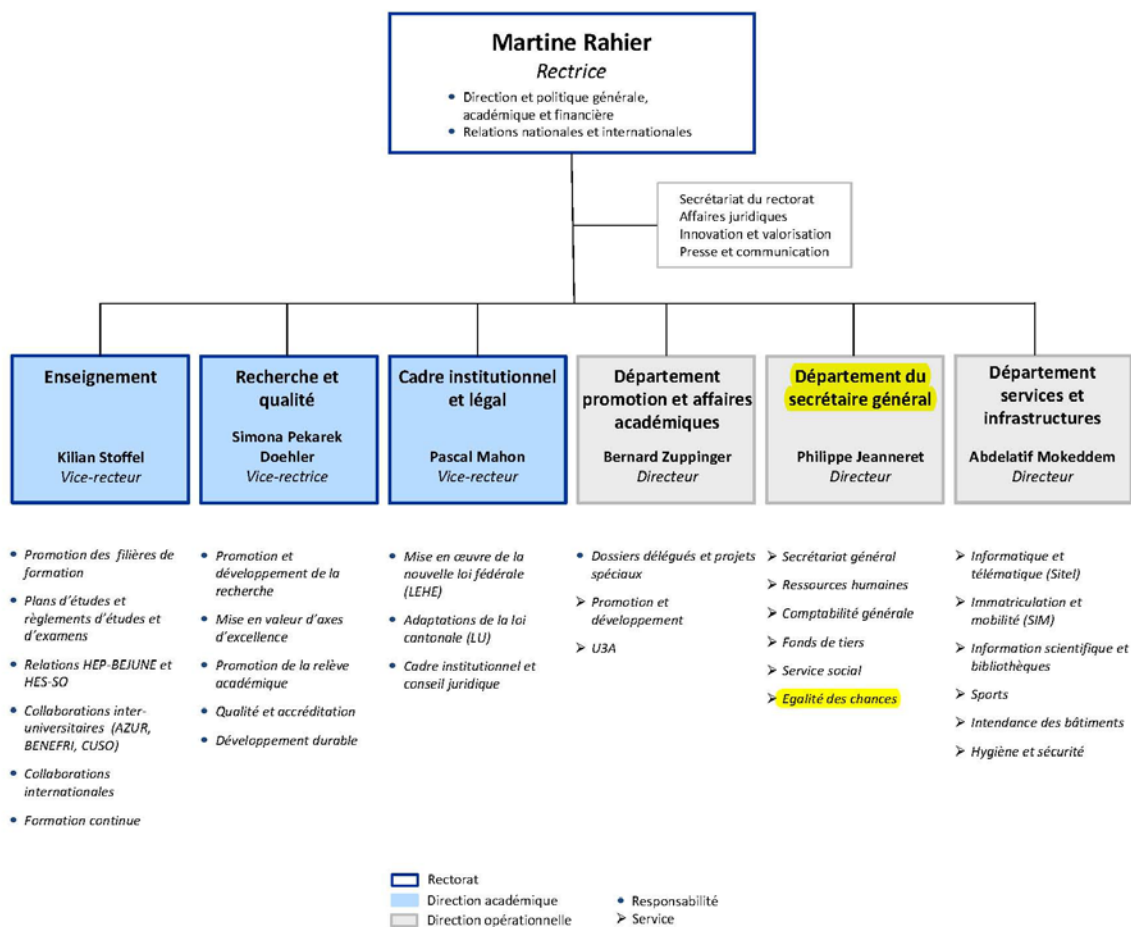 Martine Rahier
Rectrice
• Direction et politique générale,
académique et financière
• Relations nationales et internationales
Secrétariat du rectorat
Affaires juridiques
Innovation et valorisation
Presse et communication
Enseignement
Kilian Stoffel
Vice-recteur
Recherche et
qualité
Simona Pekarek
Doehler
Vice-rectrice
Cadre institutionnel
et légal
Pascal Mahon
Vice-recteur
Département
promotion et affaires
académiques
Bernard Zuppinger
Directeur
Département du
secrétaire général
Philippe Jeanneret
Directeur
Département
services et
infrastructures
Abdelatif Mokeddem
Directeur
• Promotion des filières de
formation
• Plans d'études et
règlements d'études et
d'examens
• Relations HEP-BEJUNE et
HES-SO
• Collaborations inter-
universitaires (AZUR,
BENEFRI, CUSO)
• Collaborations
internationales
• Formation continue
• Promotion et
développement de la
recherche
• Mise en valeur d'axes
d'excellence
• Promotion de la relève
académique
• Qualité et accréditation
• Développement durable
• Mise en œuvre de la
nouvelle loi fédérale
(LEHE)
• Adaptations de la loi
cantonale (LU)
• Cadre institutionnel et
conseil juridique
• Dossiers délégués et projets
spéciaux
➢ Promotion et
développement
➢ U3A
➢ Secrétariat général
➢ Ressources humaines
➢ Comptabilité générale
➢ Fonds de tiers
➢ Service social
➢ Egalité des chances
➢ Informatique et
télématique (Sitel)
➢ Immatriculation et
mobilité (SIM)
➢ Information scientifique et
bibliothèques
➢ Sports
➢ Intendance des bâtiments
➢ Hygiène et sécurité
Rectorat
Direction académique
Direction opérationnelle
• Responsabilité
➢ Service